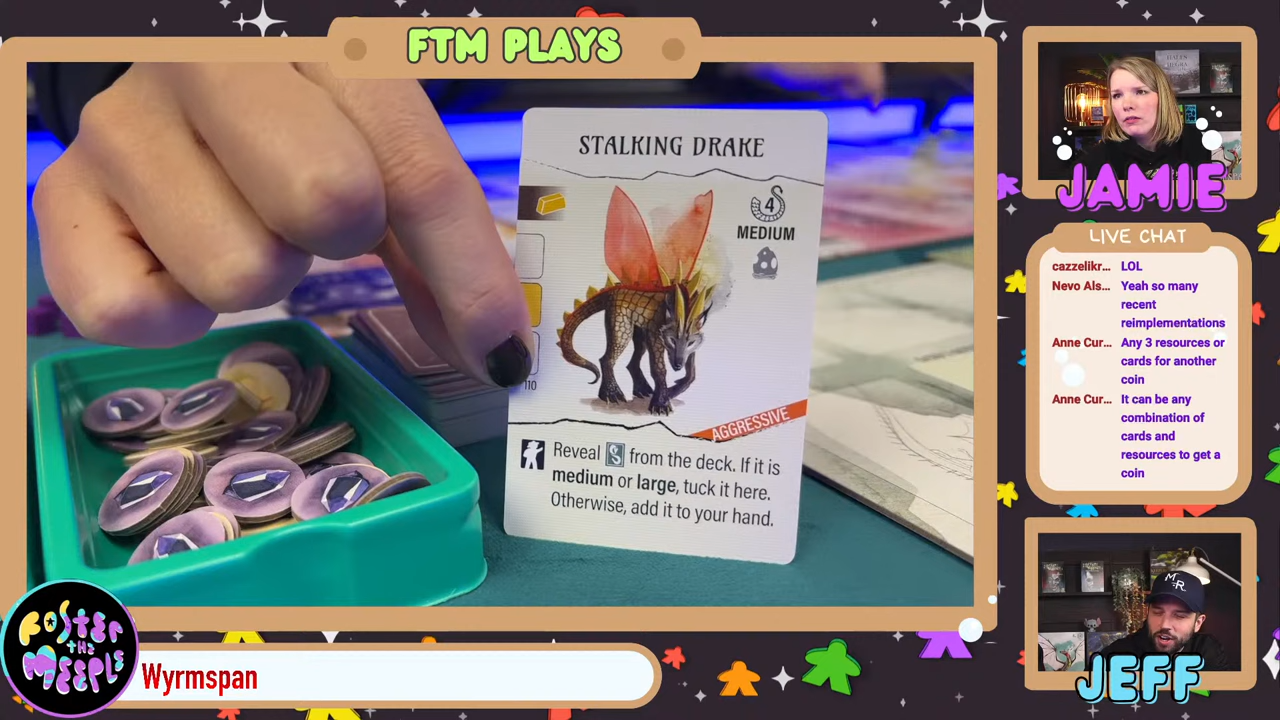 FTM PLAYS
STALKING DRAKE
4
MEDIUM
110
AGGRESSIVE
Reveal from the deck. If it is
medium or large, tuck it here.
Otherwise, add it to your hand.
JAMIE
LIVE CHAT
cazzelikr... LOL
Nevo Als... Yeah so many
recent
reimplementations
Anne Cur... Any 3 resources or
cards for another
coin
Anne Cur... It can be any
combination of
cards and
resources to get a
coin
MR
JEFF
FOSTER
THE
MEEPLE
Wyrmspan